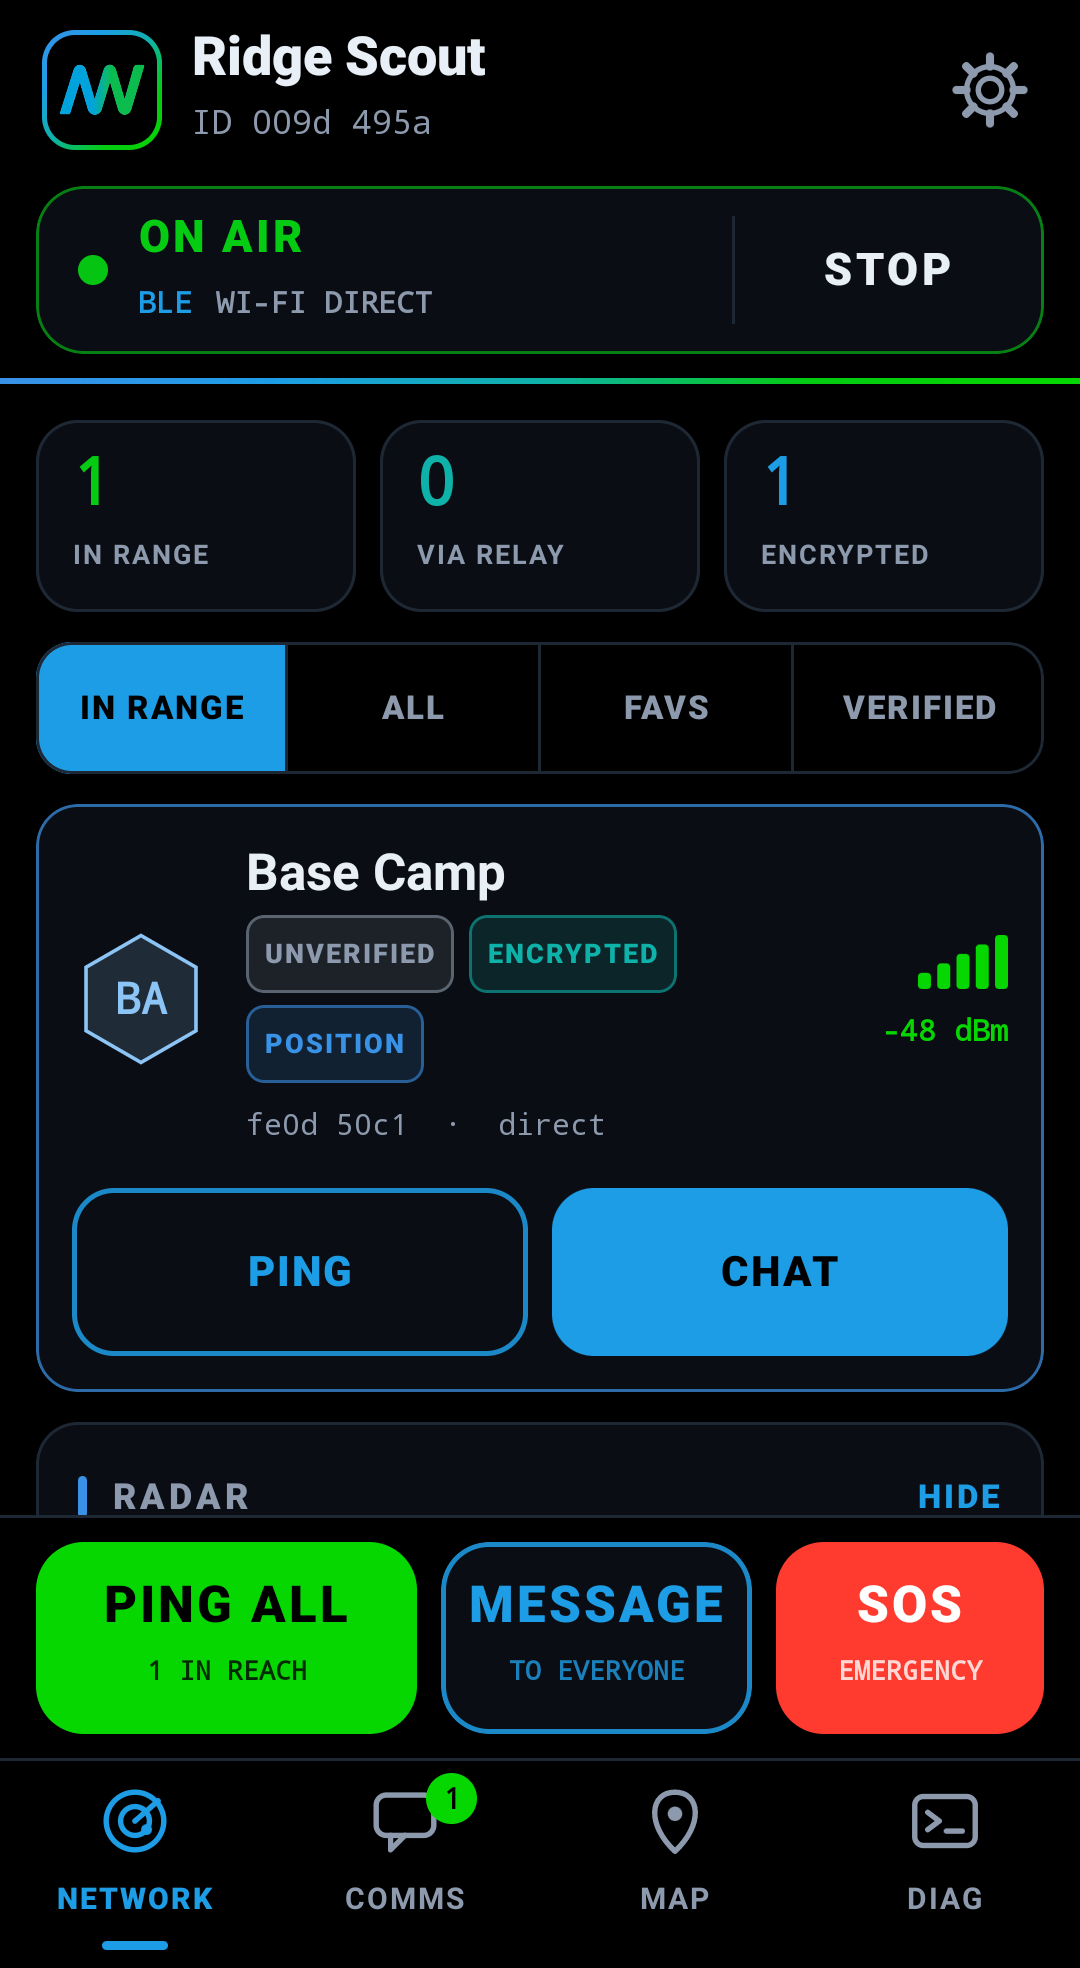 Ridge Scout
ID 009d 495a
ON AIR
BLE WI-FI DIRECT
STOP
1
IN RANGE
0
VIA RELAY
1
ENCRYPTED
IN RANGE
ALL
FAVS
VERIFIED
Base Camp
UNVERIFIED
ENCRYPTED
BA
POSITION
-48 dBm
fe0d 50c1 · direct
PING
CHAT
RADAR
HIDE
PING ALL
1 IN REACH
MESSAGE
TO EVERYONE
SOS
EMERGENCY
1
NETWORK
COMMS
MAP
DIAG